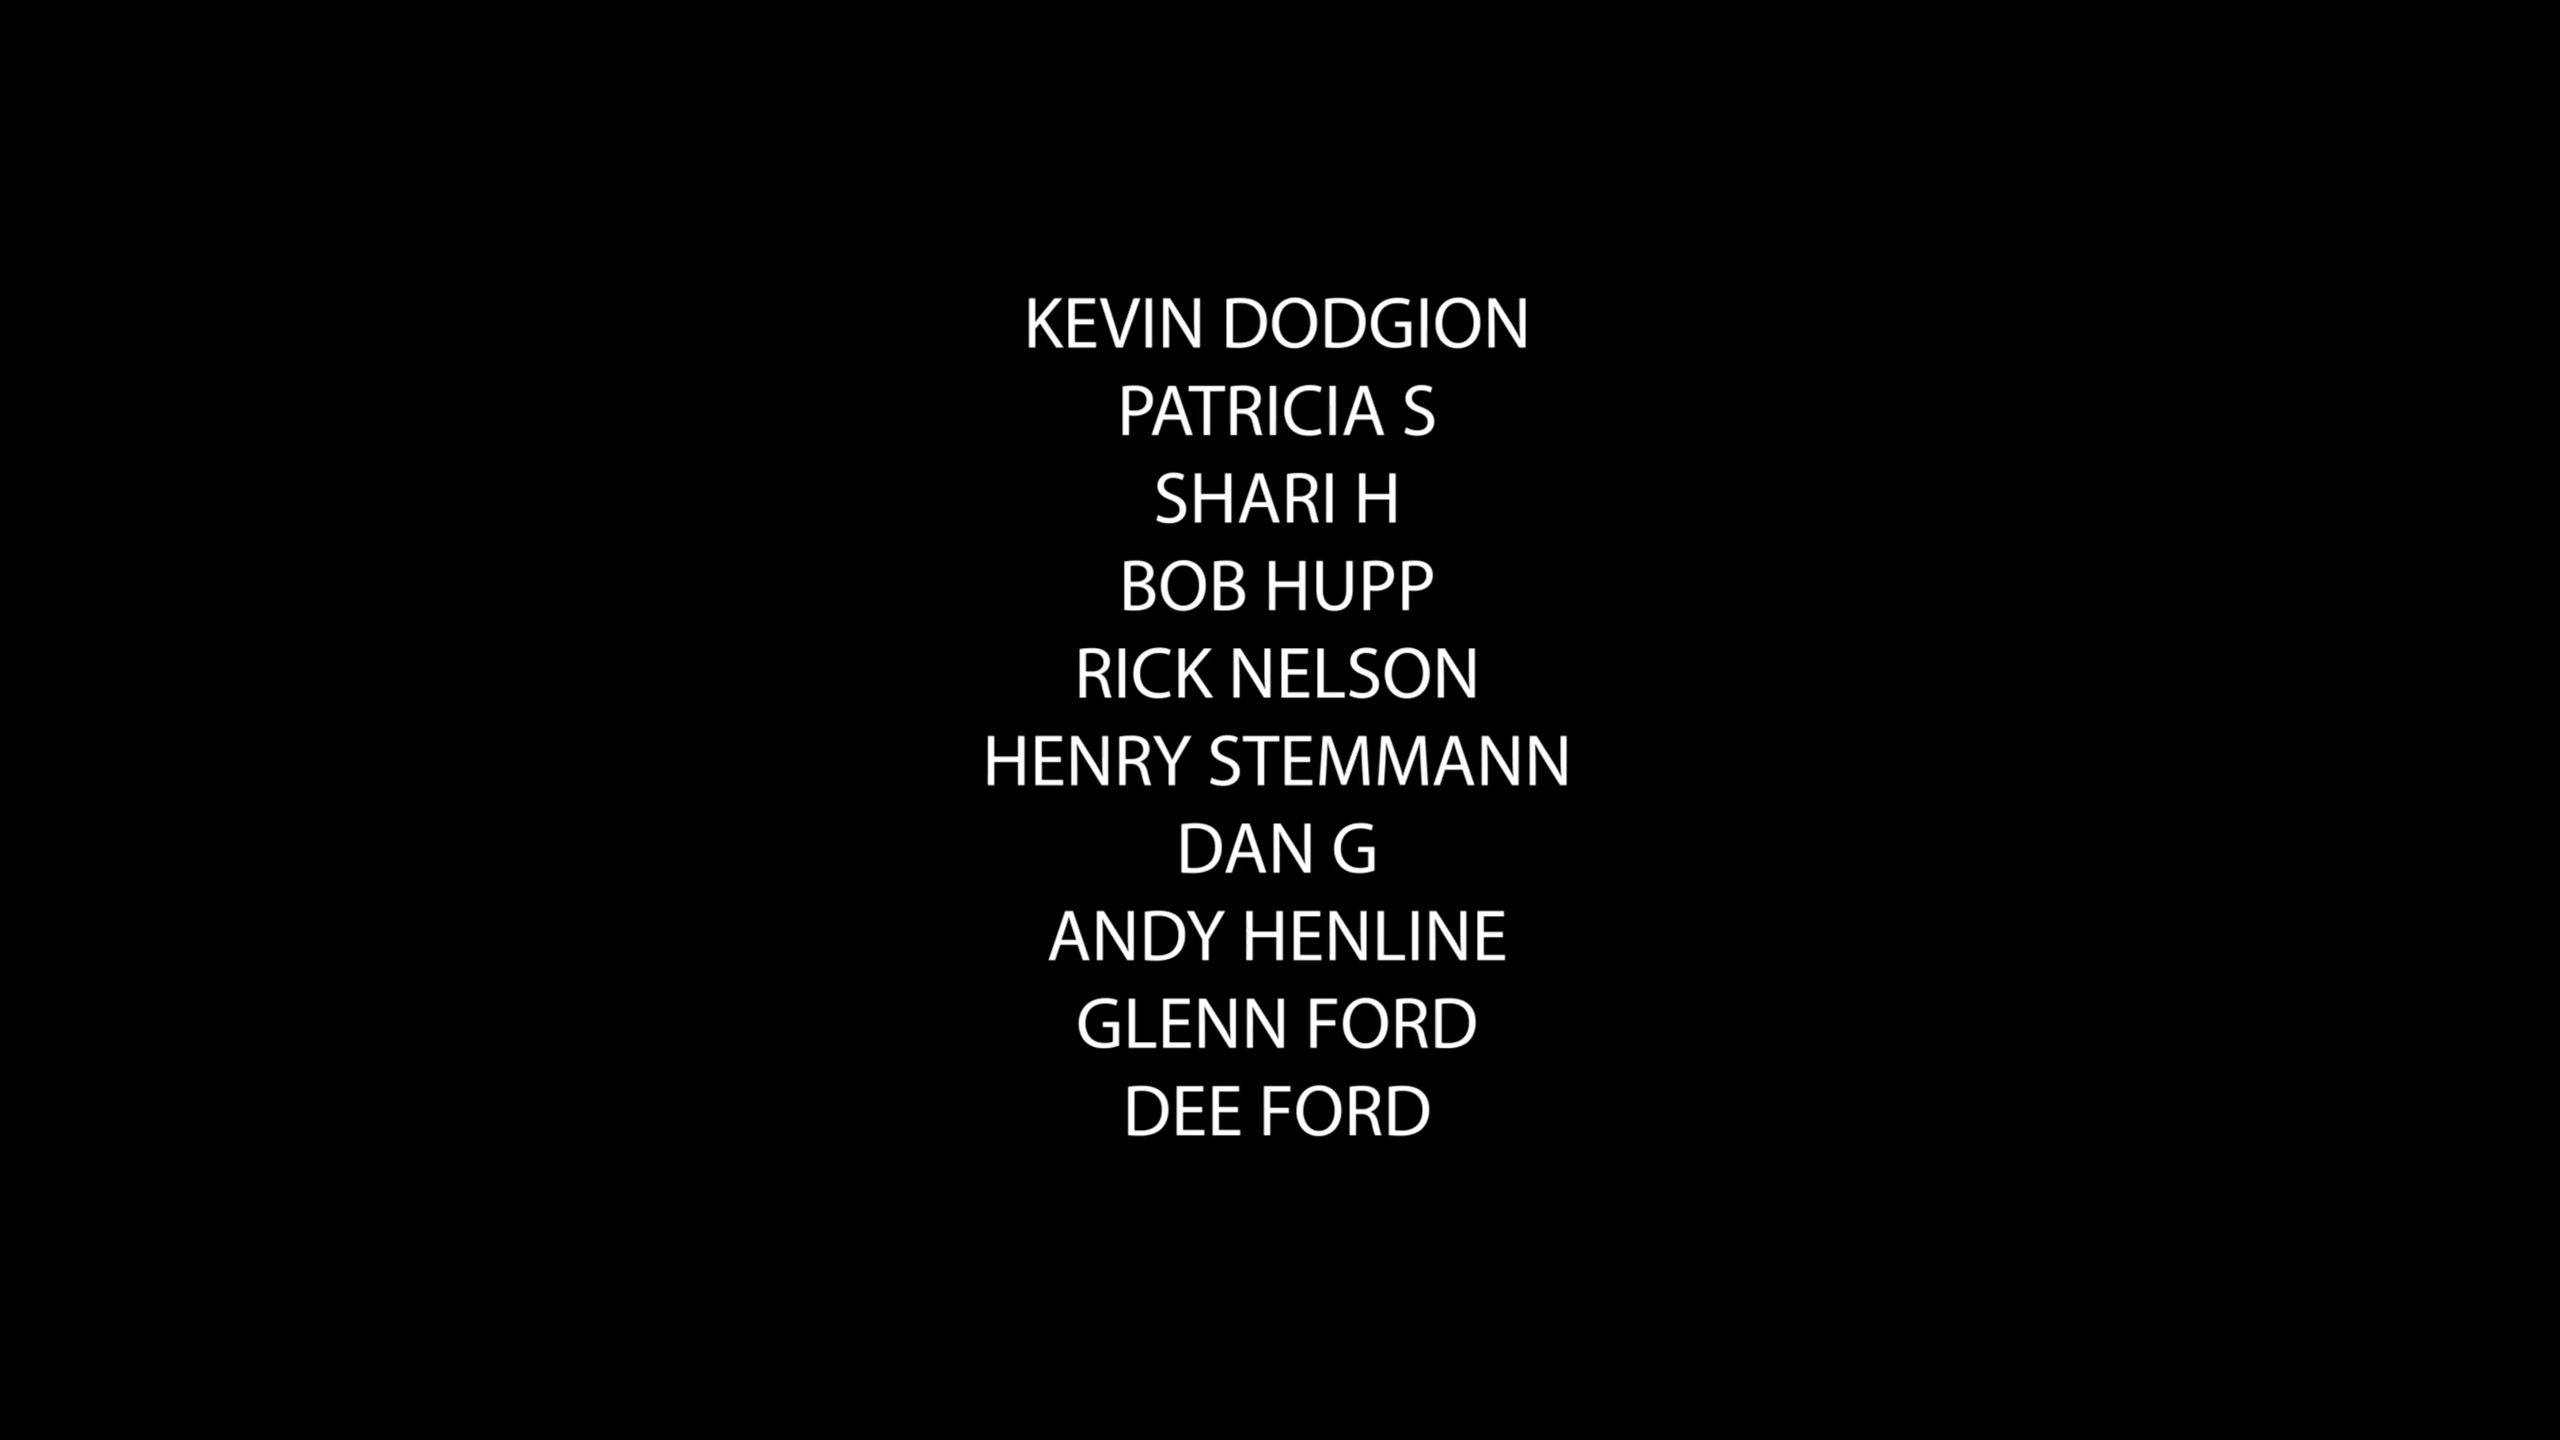 KEVIN DODGION
PATRICIA S
SHARI H
BOB HUPP
RICK NELSON
HENRY STEMMANN
DAN G
ANDY HENLINE
GLENN FORD
DEE FORD